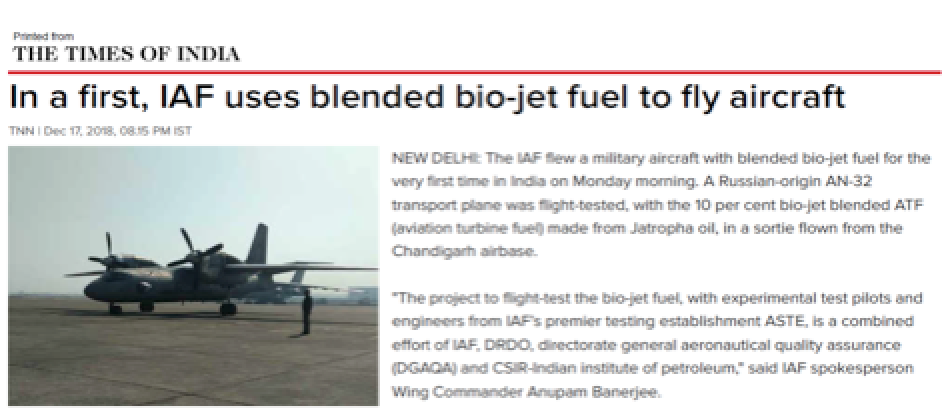 Printed from
THE TIMES OF INDIA
In a first, IAF uses blended bio-jet fuel to fly aircraft
TNN | Dec 17, 2018, 08:15 PM IST
NEW DELHI: The IAF flew a military aircraft with blended bio-jet fuel for the
very first time in India on Monday morning. A Russian-origin AN-32
transport plane was flight-tested, with the 10 per cent bio-jet blended ATF
(aviation turbine fuel) made from Jatropha oil, in a sortie flown from the
Chandigarh airbase.
"The project to flight-test the bio-jet fuel, with experimental test pilots and
engineers from IAF's premier testing establishment ASTE, is a combined
effort of IAF, DRDO, directorate general aeronautical quality assurance
(DGAQA) and CSIR-Indian institute of petroleum," said IAF spokesperson
Wing Commander Anupam Banerjee.